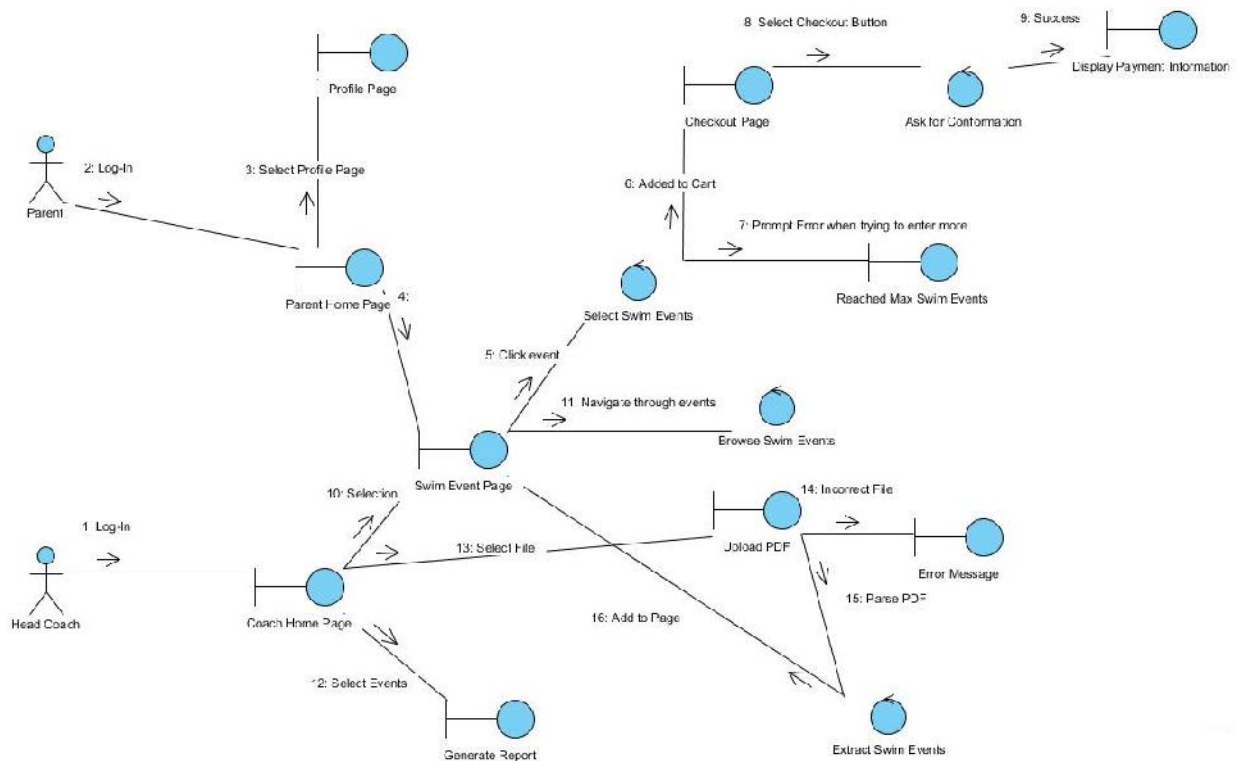 8 Select Checkout Button
9: Success
Display Payment Information
Profile Page
Checkout Page
Ask for Conformation
2: Log-In
3: Select Profile Page
Parent
6: Added to Cart
7: Prompt Error when trying to enter more
Parent Home Page
4:
Select Swim Events
Reached Max Swim Events
5: Click event
11 Navigate through events
Browse Swim Events
Swim Event Page
10: Selection
14: Incorrect File
1. Log-In
13: Select File
Upload PDF
Error Message
Head Coach
Coach Home Page
15: Parse PDF
16: Add to Page
12: Select Events
Generate Report
Extract Swim Events